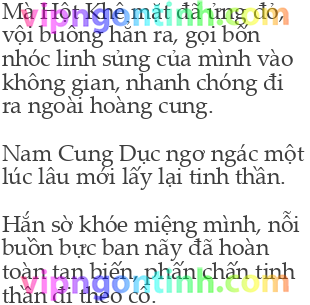 Mà Hột Khê mặt đã ửng đỏ,
vội buông hắn ra, gọi bốn
nhóc linh sủng của mình vào
không gian, nhanh chóng đi
ra ngoài hoàng cung.
Nam Cung Dục ngơ ngác một
lúc lâu mới lấy lại tinh thần.
Hắn sờ khóe miệng mình, nỗi
buồn bực ban nãy đã hoàn
toàn tan biến, phấn chấn tinh
thần đi theo cô.
vipngontinh.com
vipngontinh.com